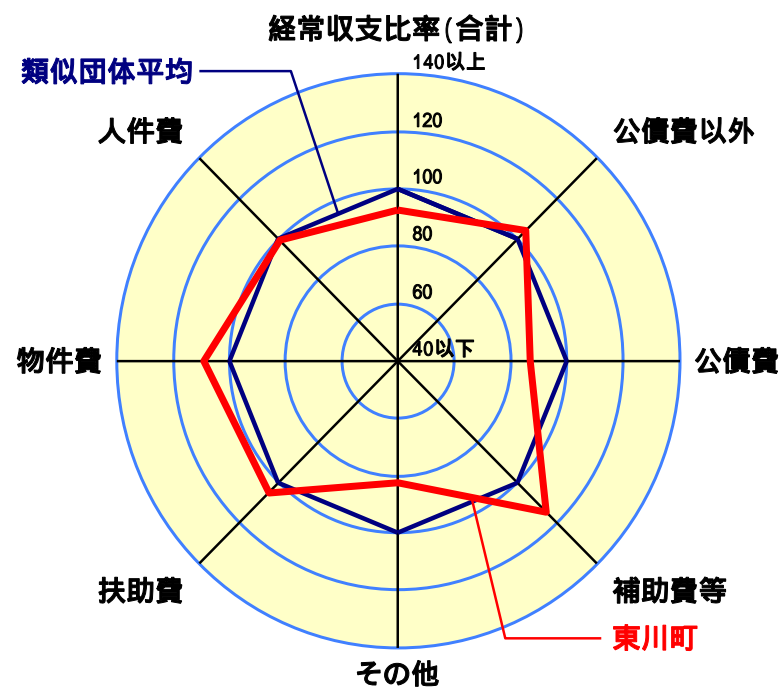 経常収支比率(合計)
140以上
類似団体平均
120
人件費
公債費以外
100
80
60
40以下
物件費
公債費
扶助費
補助費等
東川町
その他